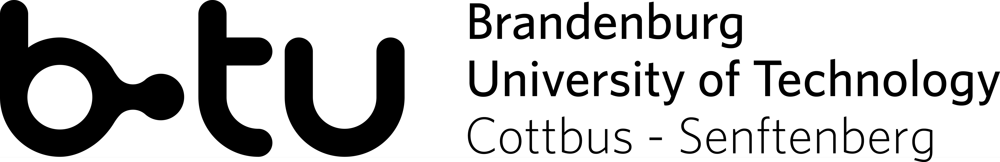 btu
Brandenburg
University of Technology
Cottbus - Senftenberg